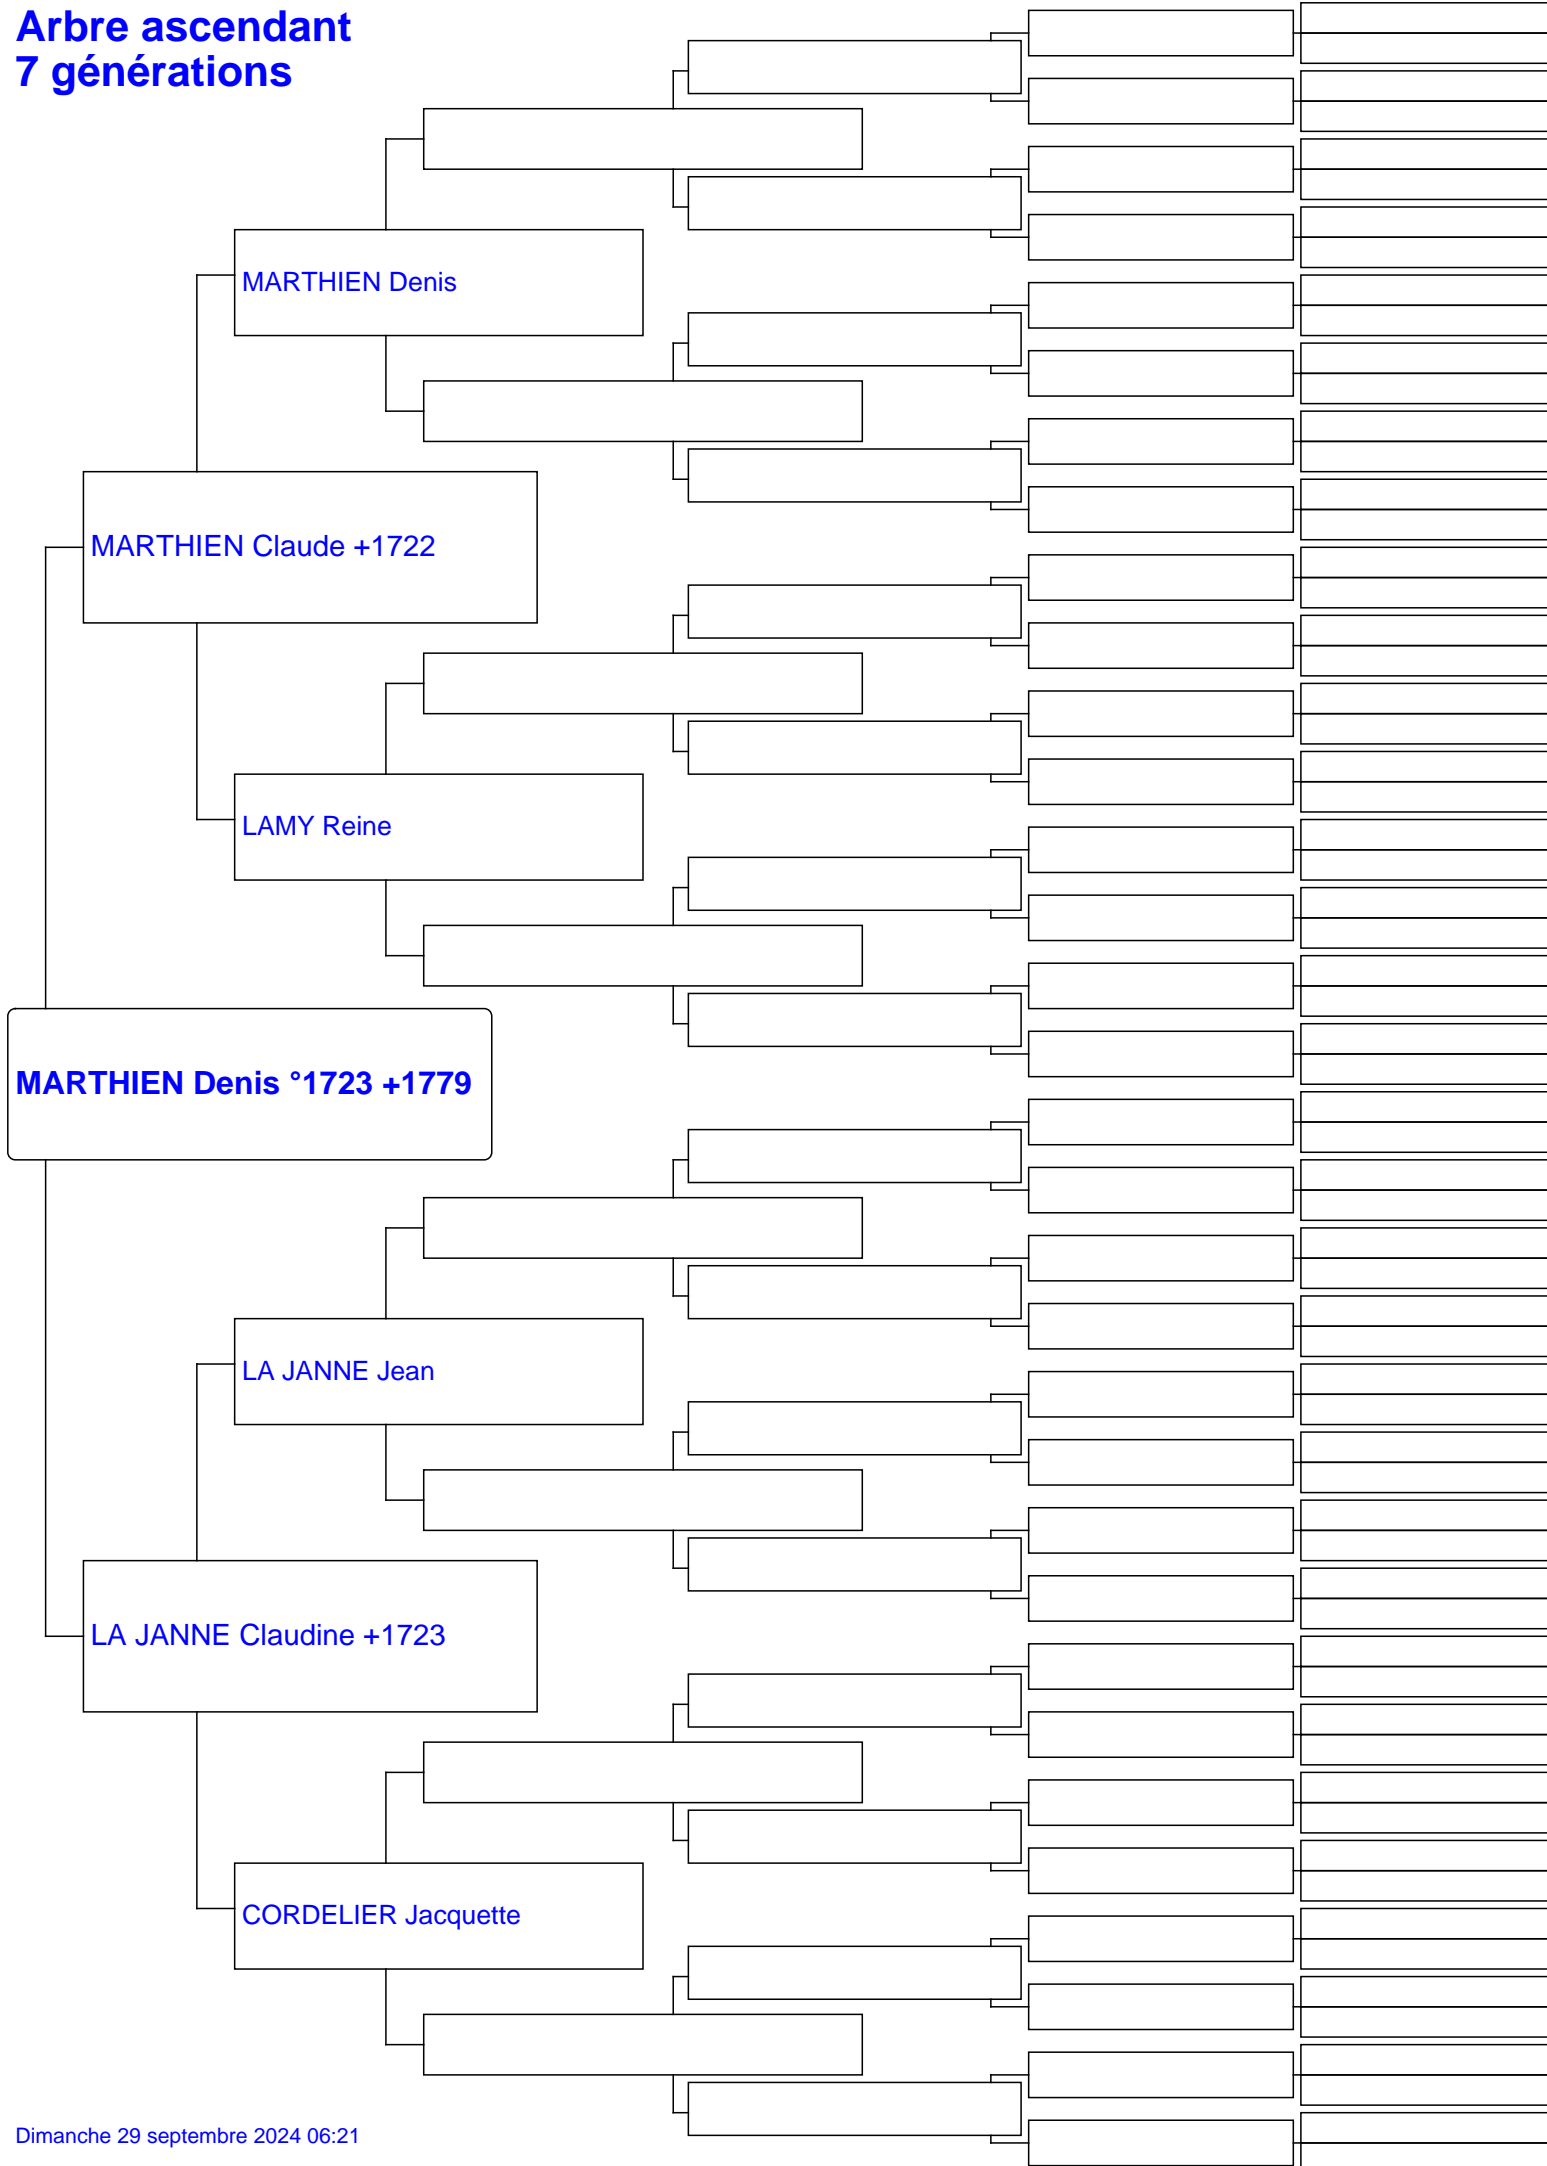 Arbre ascendant
7 générations
MARTHIEN Denis
MARTHIEN Claude +1722
LAMY Reine
MARTHIEN Denis °1723 +1779
LA JANNE Jean
LA JANNE Claudine +1723
CORDELIER Jacquette
Dimanche 29 septembre 2024 06:21